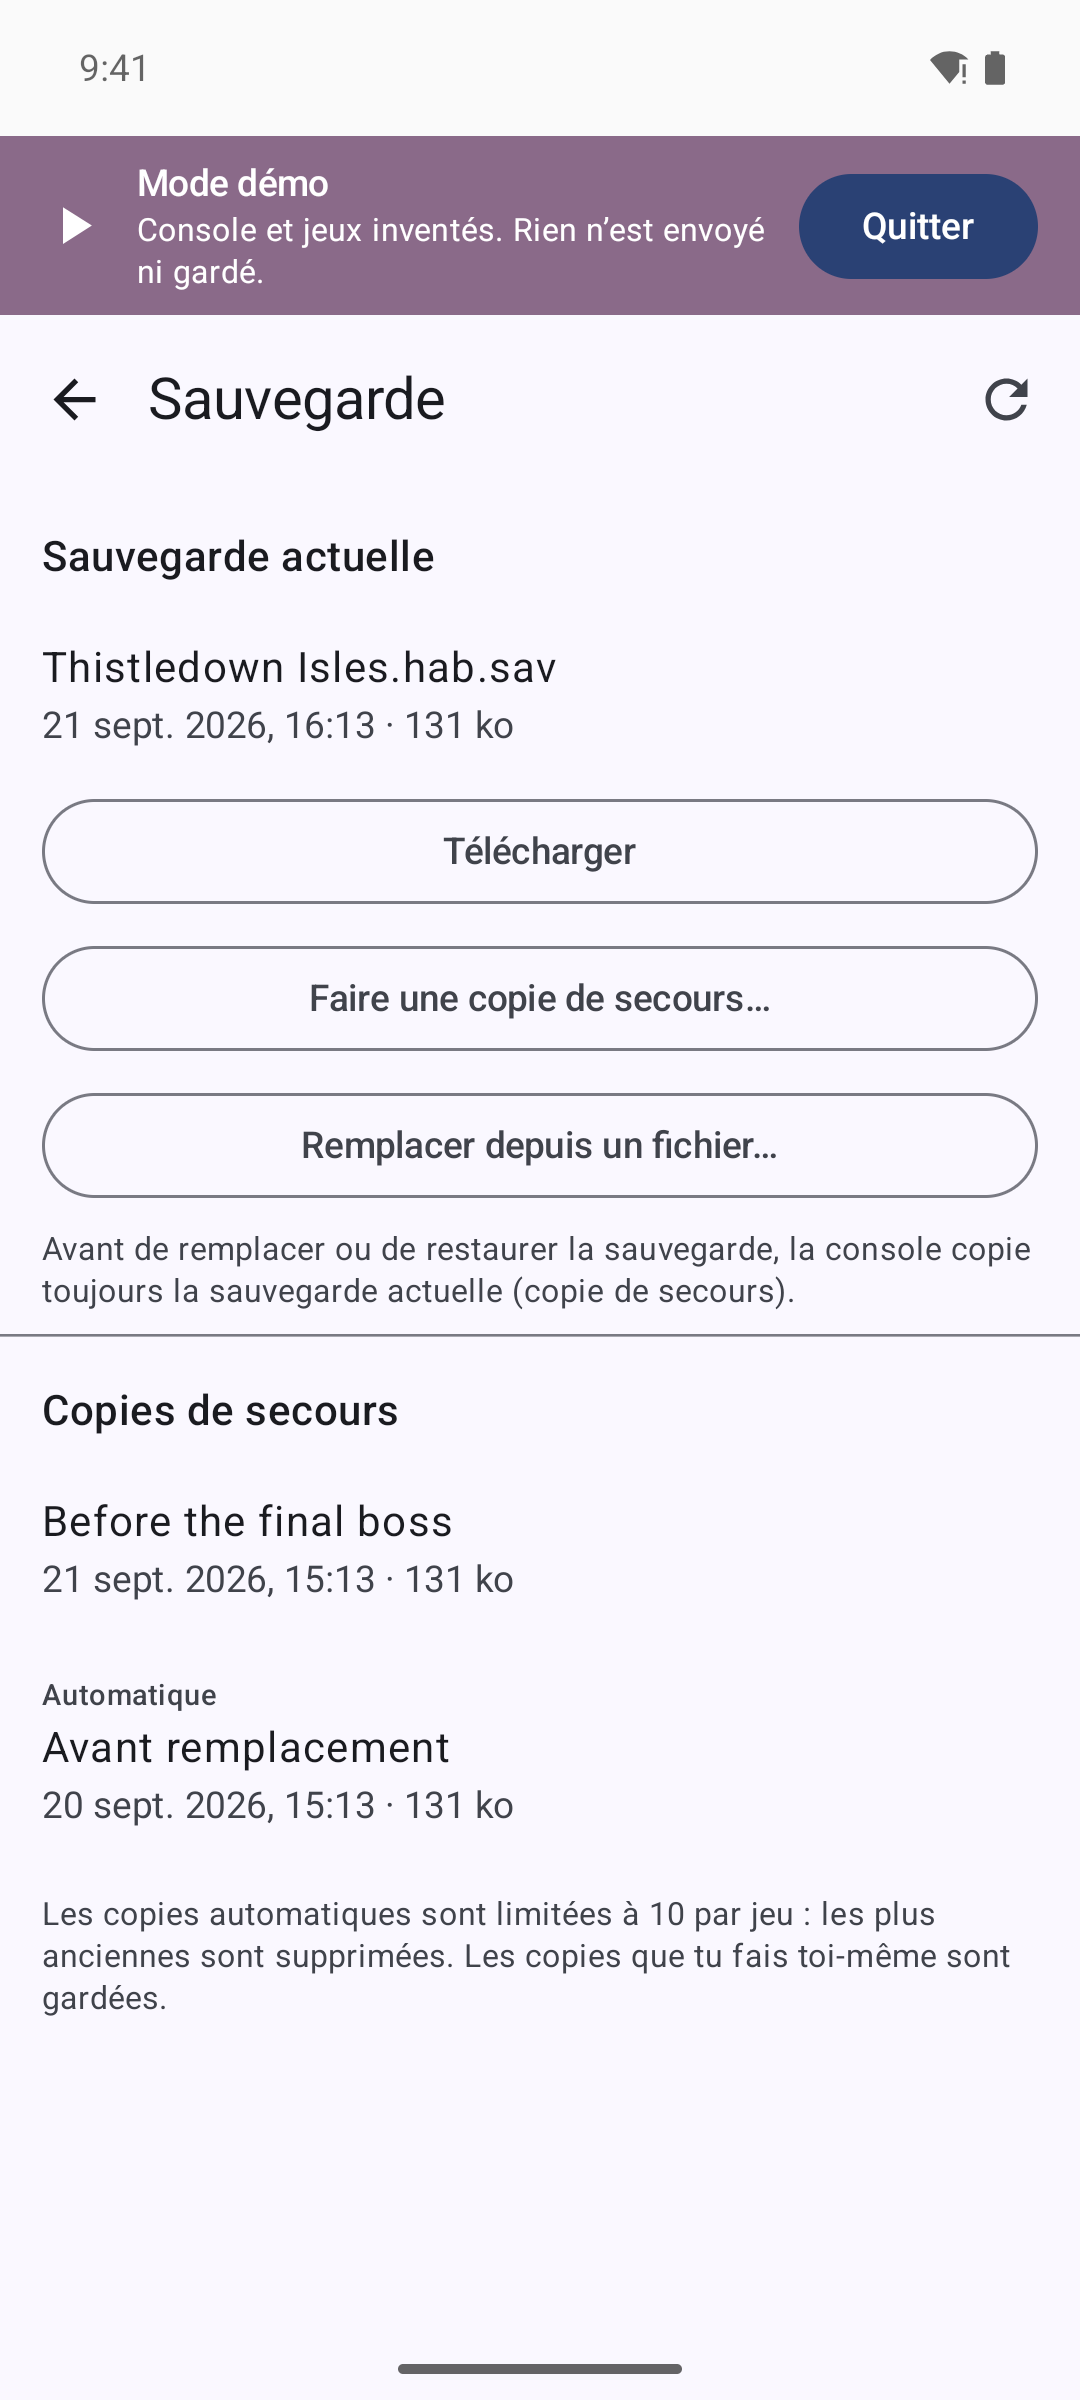 9:41
Mode démo
Console et jeux inventés. Rien n’est envoyé
ni gardé.
Quitter
Sauvegarde
Sauvegarde actuelle
Thistledown Isles.hab.sav
21 sept. 2026, 16:13 · 131 ko
Télécharger
Faire une copie de secours…
Remplacer depuis un fichier…
Avant de remplacer ou de restaurer la sauvegarde, la console copie
toujours la sauvegarde actuelle (copie de secours).
Copies de secours
Before the final boss
21 sept. 2026, 15:13 · 131 ko
Automatique
Avant remplacement
20 sept. 2026, 15:13 · 131 ko
Les copies automatiques sont limitées à 10 par jeu : les plus
anciennes sont supprimées. Les copies que tu fais toi-même sont
gardées.